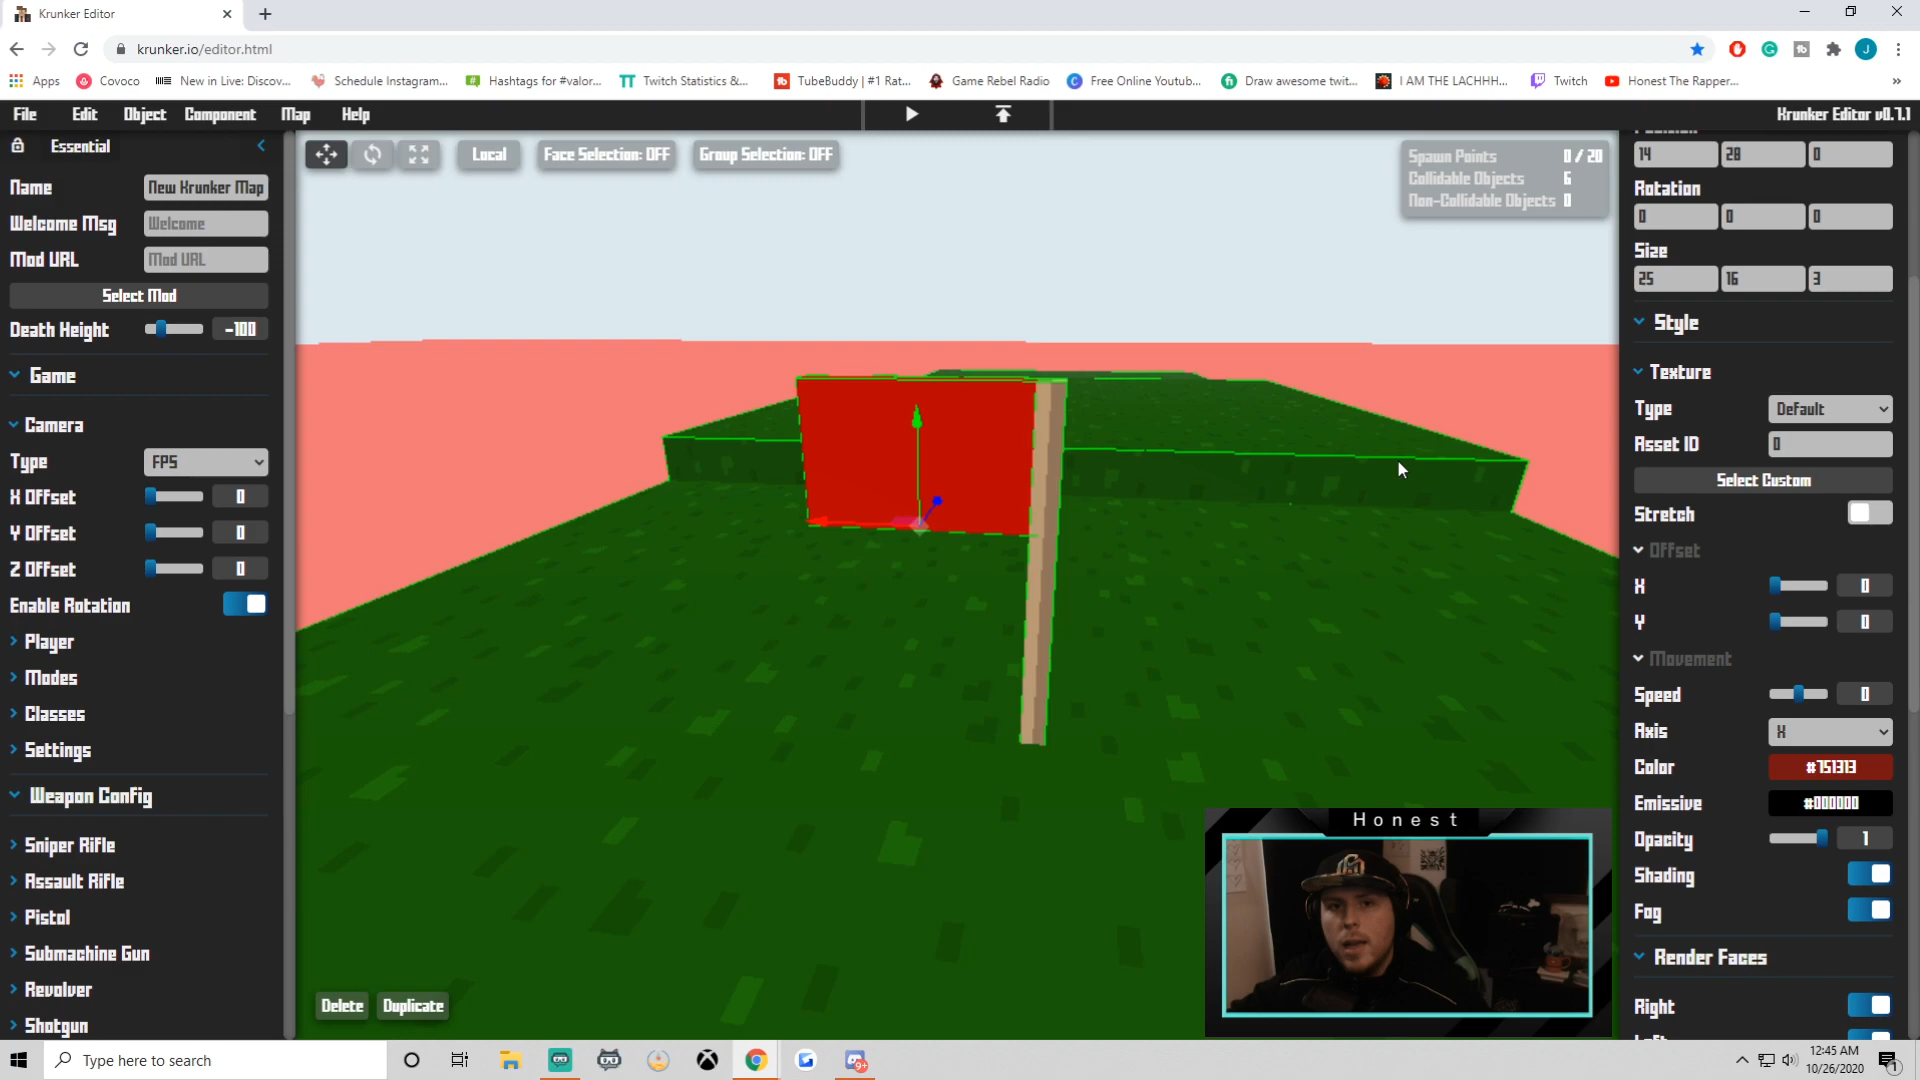 Krunker Editor
krunker.io/editor.html
Apps Covoco New in Live: Discov... Schedule Instagram... Hashtags for #valor... Twitch Statistics &... TubeBuddy | #1 Rat... Game Rebel Radio Free Online Youtub... Draw awesome twit... I AM THE LACHHH... Twitch Honest The Rapper... »
File Edit Object Component Map Help Krunker Editor v0.7.1
Essential
Name New Krunker Map
Welcome Msg Welcome
Mod URL Mod URL
Select Mod
Death Height -100
Game
Camera
Type FPS
X Offset 0
Y Offset 0
Z Offset 0
Enable Rotation
Player
Modes
Classes
Settings
Weapon Config
Sniper Rifle
Assault Rifle
Pistol
Submachine Gun
Revolver
Shotgun
Local Face Selection: OFF Group Selection: OFF
Spawn Points 0 / 20
Collidable Objects 6
Non-Collidable Objects 0
Delete Duplicate
Honest
Position
14 28 0
Rotation
0 0 0
Size
25 16 3
Style
Texture
Type Default
Asset ID 0
Select Custom
Stretch
Offset
X 0
Y 0
Movement
Speed 0
Axis X
Color #751313
Emissive #000000
Opacity 1
Shading
Fog
Render Faces
Right
Left
Type here to search
9+
12:45 AM
10/26/2020
1